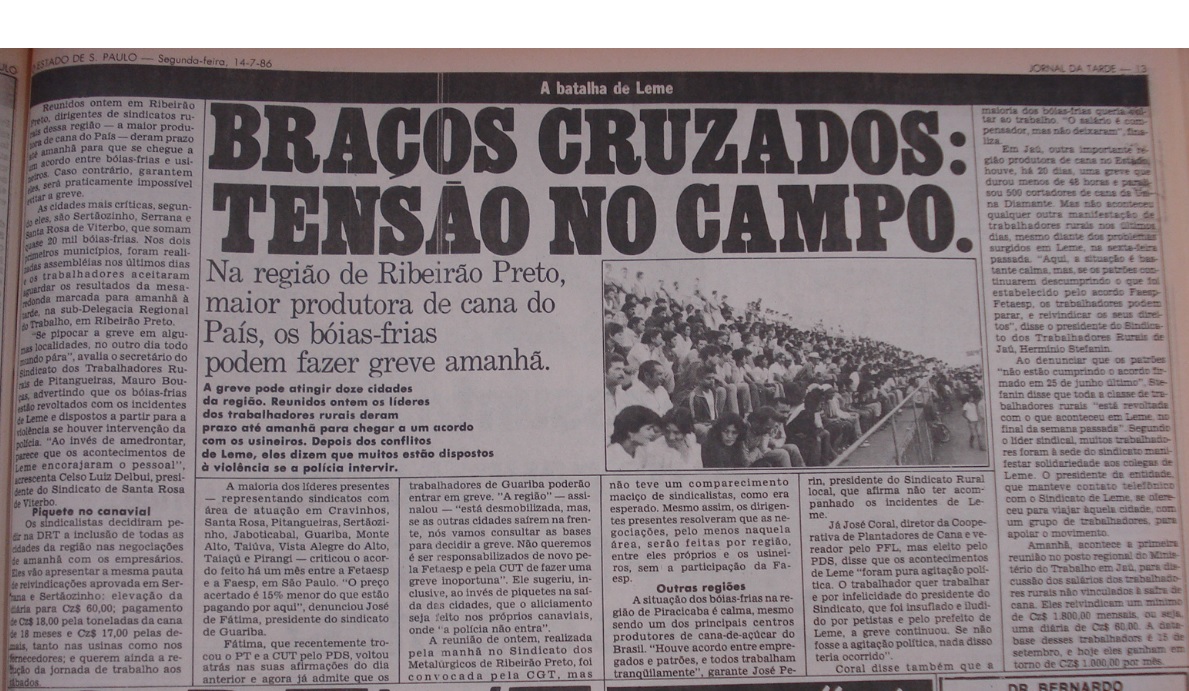 O ESTADO DE S. PAULO — Segunda-feira, 14-7-86
JORNAL DA TARDE — 13
A batalha de Leme
BRAÇOS CRUZADOS:
TENSÃO NO CAMPO.
Na região de Ribeirão Preto,
maior produtora de cana do
País, os bóias-frias
podem fazer greve amanhã.
A greve pode atingir doze cidades
da região. Reunidos ontem os líderes
dos trabalhadores rurais deram
prazo até amanhã para chegar a um acordo
com os usineiros. Depois dos conflitos
de Leme, eles dizem que muitos estão dispostos
à violência se a polícia intervir.
Reunidos ontem em Ribeirão
Preto, dirigentes de sindicatos ru-
rais dessa região — a maior produ-
tora de cana do País — deram prazo
até amanhã para que se chegue a
um acordo entre bóias-frias e usi-
neiros. Caso contrário, garantem
eles, será praticamente impossível
evitar a greve.
As cidades mais críticas, segun-
do eles, são Sertãozinho, Serrana e
Santa Rosa de Viterbo, que somam
quase 20 mil bóias-frias. Nos dois
primeiros municípios, foram reali-
zadas assembléias nos últimos dias
e os trabalhadores aceitaram
aguardar os resultados da mesa-
redonda marcada para amanhã à
tarde, na sub-Delegacia Regional
do Trabalho, em Ribeirão Preto.
"Se pipocar a greve em algu-
mas localidades, no outro dia todo
mundo pára", avalia o secretário do
Sindicato dos Trabalhadores Ru-
rais de Pitangueiras, Mauro Bou-
ças, advertindo que os bóias-frias
estão revoltados com os incidentes
de Leme e dispostos a partir para a
violência se houver intervenção da
polícia. "Ao invés de amedrontar,
parece que os acontecimentos de
Leme encorajaram o pessoal",
acrescenta Celso Luiz Delbui, presi-
dente do Sindicato de Santa Rosa
de Viterbo.
Piquete no canavial
Os sindicalistas decidiram pe-
dir na DRT a inclusão de todas as
cidades da região nas negociações
de amanhã com os empresários.
Eles vão apresentar a mesma pauta
de reivindicações aprovada em Ser-
rana e Sertãozinho: elevação da
diária para Cz$ 60,00; pagamento
de Cz$ 18,00 pela toneladas da cana
de 18 meses e Cz$ 17,00 pelas de-
mais, tanto nas usinas como nos
fornecedores; e querem ainda a re-
dução da jornada de trabalho aos
sábados.
A maioria dos líderes presentes
— representando sindicatos com
área de atuação em Cravinhos,
Santa Rosa, Pitangueiras, Sertãozi-
nho, Jaboticabal, Guariba, Monte
Alto, Taiúva, Vista Alegre do Alto,
Taiaçú e Pirangi — criticou o acor-
do feito há um mês entre a Fetaesp
e a Faesp, em São Paulo. "O preço
acertado é 15% menor do que estão
pagando por aqui", denunciou José
de Fátima, presidente do sindicato
de Guariba.
Fátima, que recentemente tro-
cou o PT e a CUT pelo PDS, voltou
atrás nas suas afirmações do dia
anterior e agora já admite que os
trabalhadores de Guariba poderão
entrar em greve. "A região" — assi-
nalou — "está desmobilizada, mas,
se as outras cidades saírem na fren-
te, nós vamos consultar as bases
para decidir a greve. Não queremos
é ser responsabilizados de novo pe-
la Fetaesp e pela CUT de fazer uma
greve inoportuna". Ele sugeriu, in-
clusive, ao invés de piquetes na saí-
da das cidades, que o aliciamento
seja feito nos próprios canaviais,
onde "a polícia não entra".
A reunião de ontem, realizada
pela manhã no Sindicato dos
Metalúrgicos de Ribeirão Preto, foi
convocada pela CGT, mas
não teve um comparecimento
maciço de sindicalistas, como era
esperado. Mesmo assim, os dirigen-
tes presentes resolveram que as ne-
gociações, pelo menos naquela
área, serão feitas por região,
entre eles próprios e os usinei-
ros, sem a participação da Fa-
esp.
Outras regiões
A situação dos bóias-frias na re-
gião de Piracicaba é calma, mesmo
sendo um dos principais centros
produtores de cana-de-açúcar do
Brasil. "Houve acordo entre empre-
gados e patrões, e todos trabalham
tranqüilamente", garante José Pe-
rin, presidente do Sindicato Rural
local, que afirma não ter acom-
panhado os incidentes de Le-
me.
Já José Coral, diretor da Coope-
rativa de Plantadores de Cana e ve-
reador pelo PFL, mas eleito pelo
PDS, disse que os acontecimentos
de Leme "foram pura agitação polí-
tica. O trabalhador quer trabalhar
e por infelicidade do presidente do
Sindicato, que foi insuflado e iludi-
do por petistas e pelo prefeito de
Leme, a greve continuou. Se não
fosse a agitação política, nada disso
teria ocorrido".
Coral disse também que a
maioria dos bóias-frias queria vol-
tar ao trabalho. "O salário é com-
pensador, mas não deixaram", fina-
liza.
Em Jaú, outra importante re-
gião produtora de cana no Estado,
houve, há 20 dias, uma greve que
durou menos de 48 horas e parali-
sou 500 cortadores de cana da Usi-
na Diamante. Mas não aconteceu
qualquer outra manifestação de
trabalhadores rurais nos últimos
dias, mesmo diante dos problemas
surgidos em Leme, na sexta-feira
passada. "Aqui, a situação é bas-
tante calma, mas, se os patrões con-
tinuarem descumprindo o que foi
estabelecido pelo acordo Faesp-
Fetaesp, os trabalhadores podem
parar, e reivindicar os seus direi-
tos", disse o presidente do Sindica-
to dos Trabalhadores Rurais de
Jaú, Hermínio Stefanin.
Ao denunciar que os patrões
"não estão cumprindo o acordo fir-
mado em 25 de junho último", Ste-
fanin disse que toda a classe de tra-
balhadores rurais "está revoltada
com o que aconteceu em Leme, no
final da semana passada". Segundo
o líder sindical, muitos trabalhado-
res foram à sede do sindicato mani-
festar solidariedade aos colegas de
Leme. O presidente da entidade,
que manteve contato telefônico
com o Sindicato de Leme, se ofere-
ceu para viajar àquela cidade, com
um grupo de trabalhadores, para
apoiar o movimento.
Amanhã, acontece a primeira
reunião no posto regional do Minis-
tério do Trabalho em Jaú, para dis-
cussão dos salários dos trabalhado-
res rurais não vinculados à safra de
cana. Eles reivindicam um mínimo
de Cz$ 1.800,00 mensais, ou seja,
uma diária de Cz$ 60,00. A data-
base desses trabalhadores é 15 de
setembro, e hoje eles ganham em
torno de Cz$ 1.000,00 por mês.
DR. BERNARDO